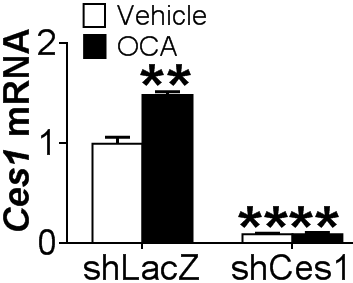 Vehicle
OCA
Ces1 mRNA
2
1
0
**
****
shLacZ
shCes1